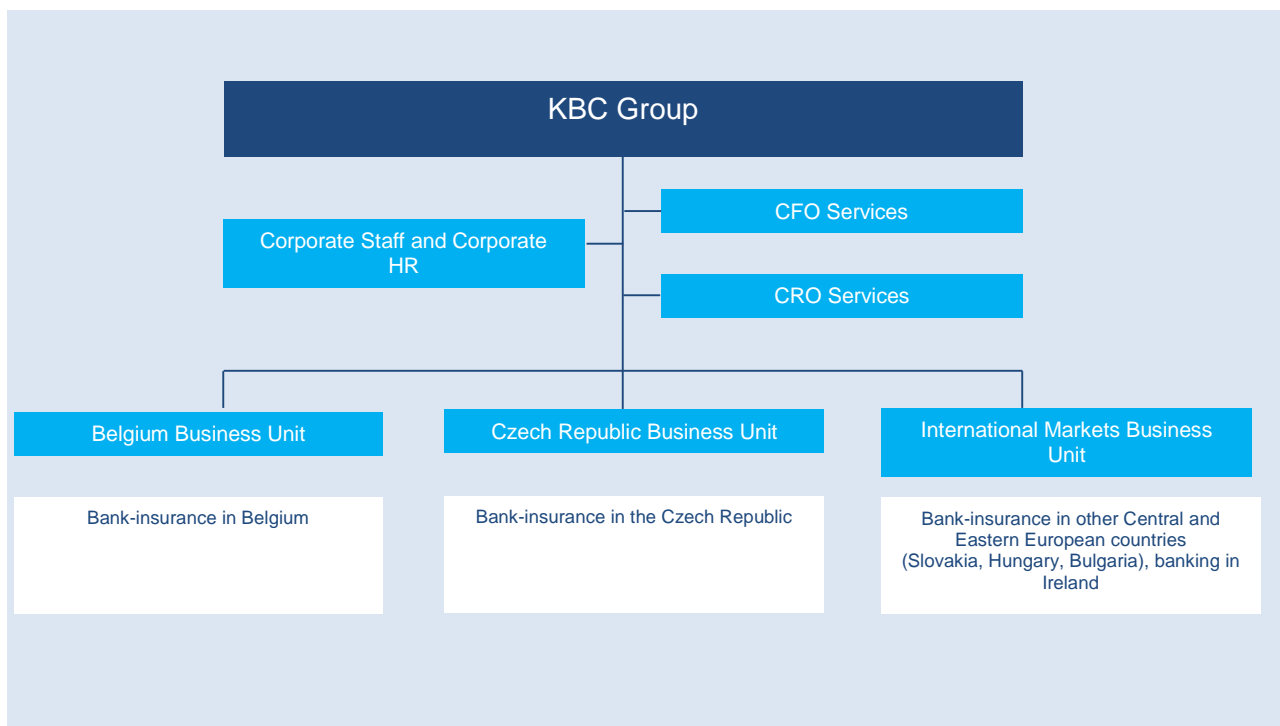 KBC Group
CFO Services
Corporate Staff and Corporate
HR
CRO Services
Belgium Business Unit
Czech Republic Business Unit
International Markets Business
Unit
Bank-insurance in Belgium
Bank-insurance in the Czech Republic
Bank-insurance in other Central and
Eastern European countries
(Slovakia, Hungary, Bulgaria), banking in
Ireland